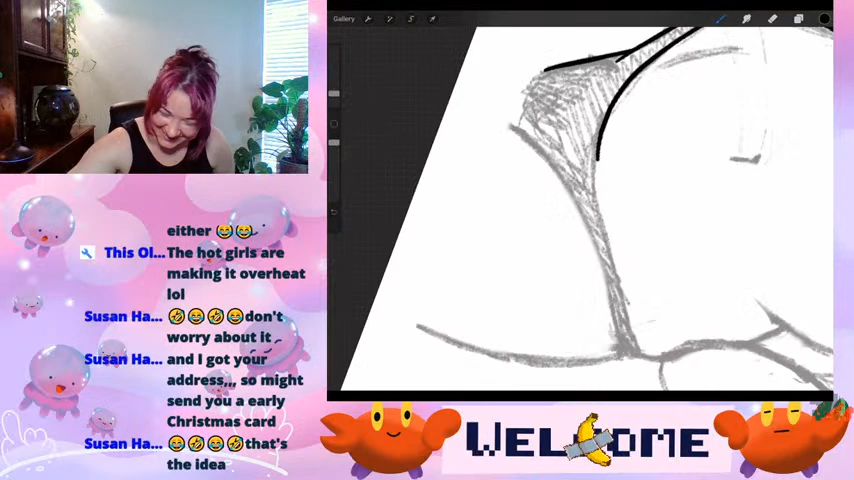 Gallery
either 😂😂
This Ol... The hot girls are
making it overheat
lol
Susan Ha... 🤣😂🤣😂don't
worry about it
Susan Ha... and I got your
address,,, so might
send you a early
Christmas card
Susan Ha... 😂🤣😂🤣that's
the idea
WELCOME